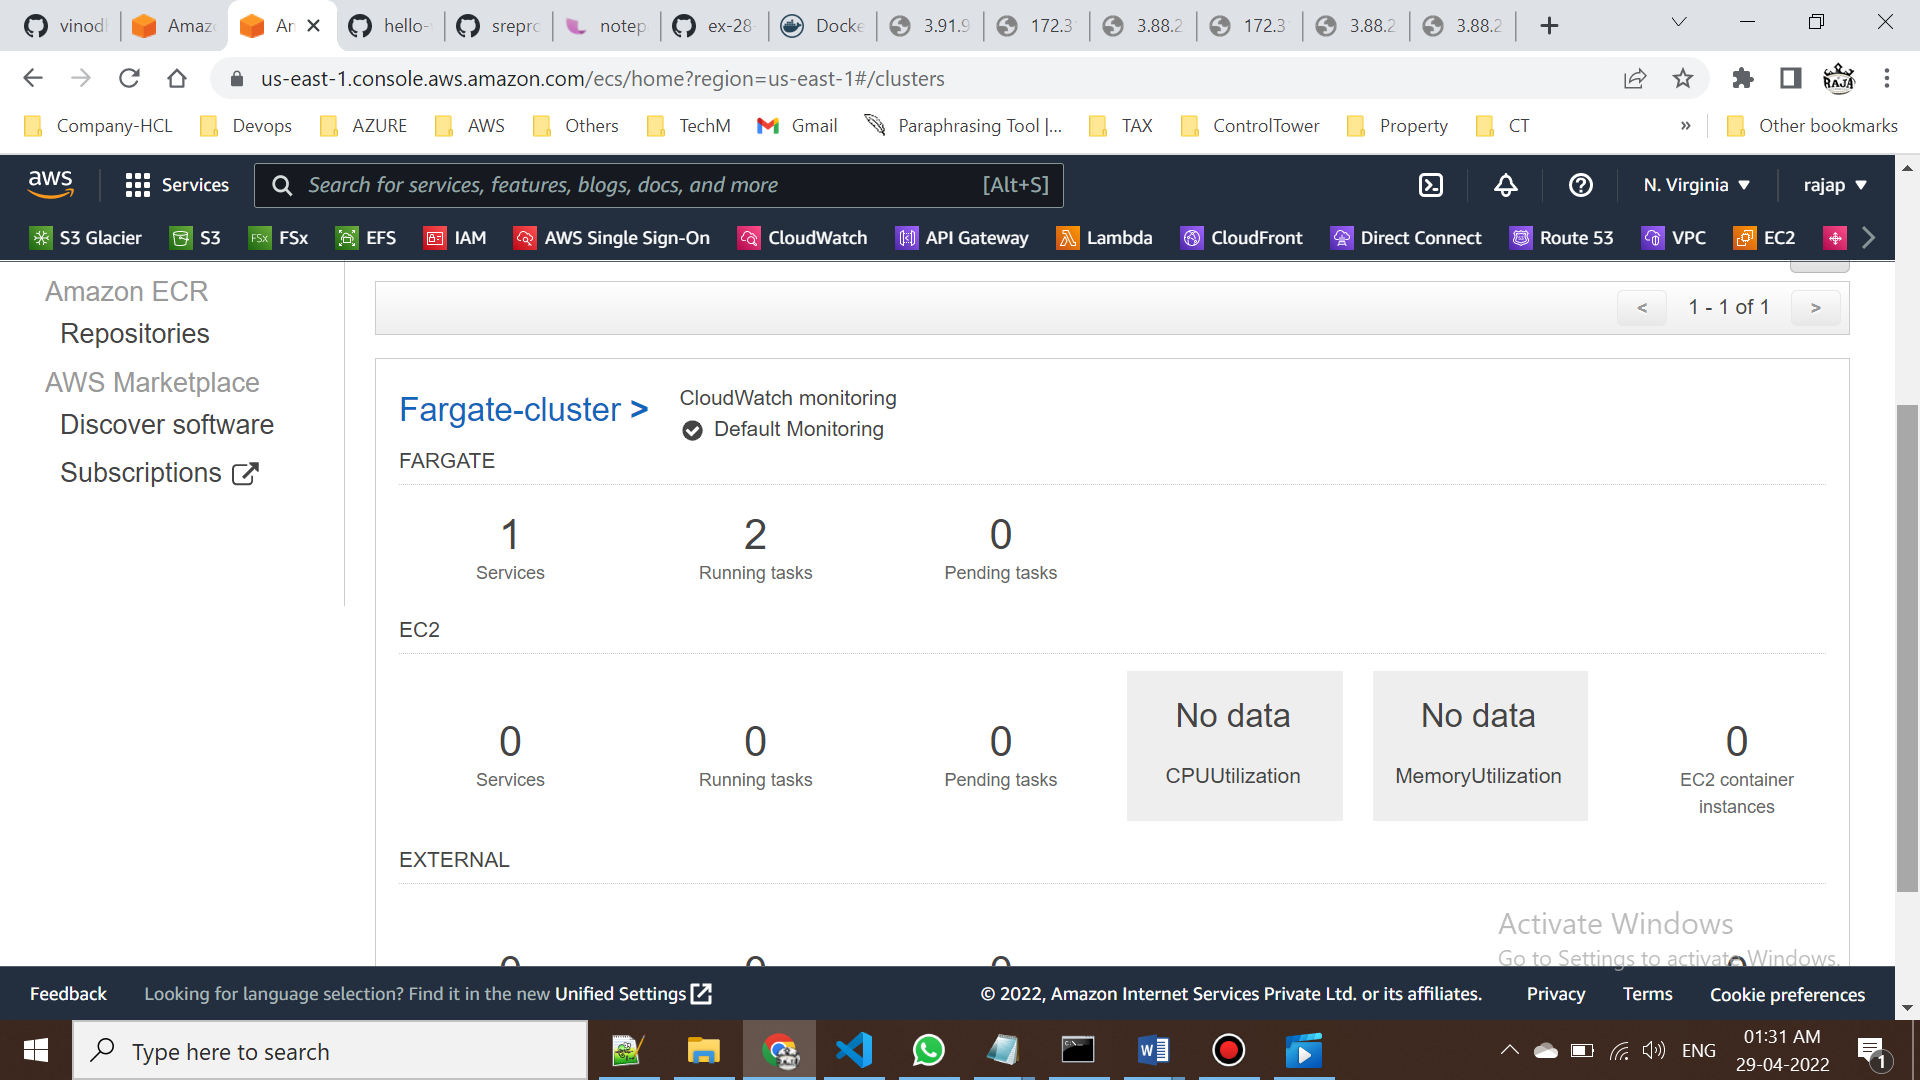 vinodh
Amazo
An
hello-
srepro
notep
ex-28
Docke
3.91.9
172.3
3.88.2
172.3
3.88.2
3.88.2
us-east-1.console.aws.amazon.com/ecs/home?region=us-east-1#/clusters
Company-HCL Devops AZURE AWS Others TechM Gmail Paraphrasing Tool |... TAX ControlTower Property CT » Other bookmarks
aws Services Search for services, features, blogs, docs, and more [Alt+S] N. Virginia ▼ rajap ▼
S3 Glacier S3 FSx EFS IAM AWS Single Sign-On CloudWatch API Gateway Lambda CloudFront Direct Connect Route 53 VPC EC2
Amazon ECR
Repositories
AWS Marketplace
Discover software
Subscriptions
< 1 - 1 of 1 >
Fargate-cluster >
CloudWatch monitoring
Default Monitoring
FARGATE
1 2 0
Services Running tasks Pending tasks
EC2
No data No data
0 0 0 0
Services Running tasks Pending tasks CPUUtilization MemoryUtilization EC2 container
instances
EXTERNAL
0 0 0 0
Activate Windows
Go to Settings to activate Windows.
Feedback Looking for language selection? Find it in the new Unified Settings © 2022, Amazon Internet Services Private Ltd. or its affiliates. Privacy Terms Cookie preferences
Type here to search
ENG
01:31 AM
29-04-2022
1